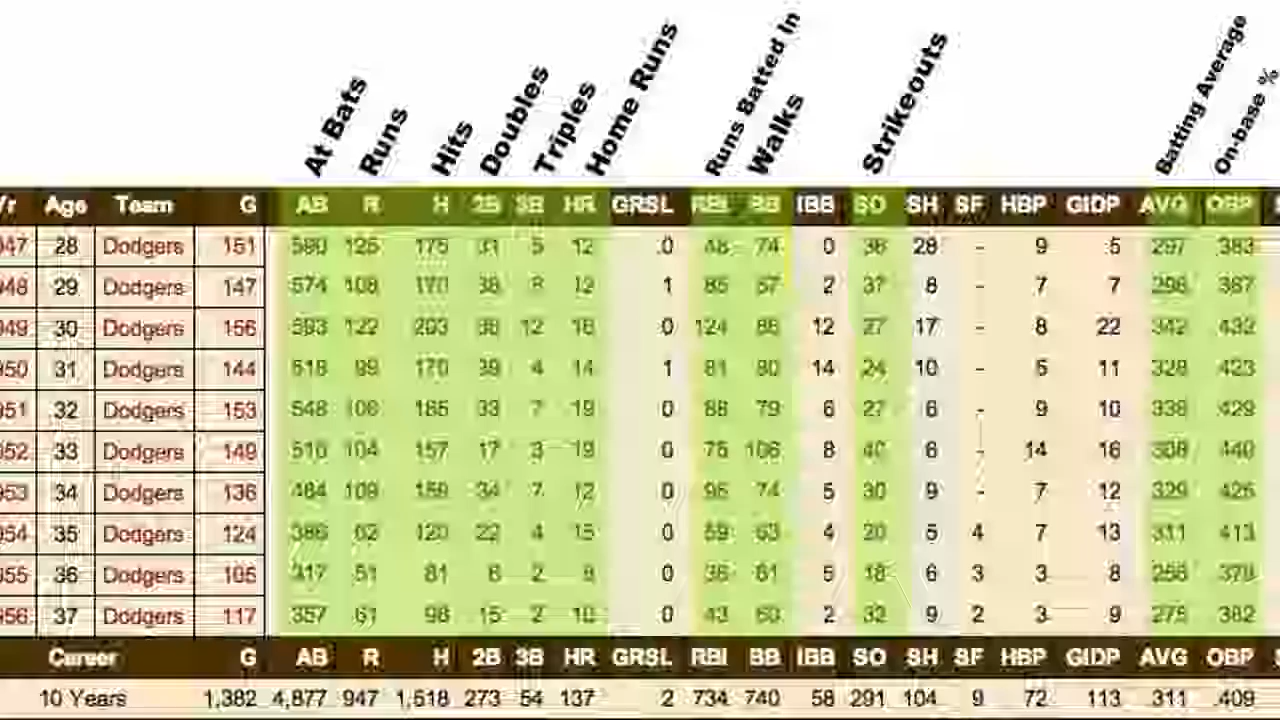 At Bats Runs Hits Doubles Triples Home Runs Runs Batted In Walks Strikeouts Batting Average On-base %
Yr Age Team G AB R H 2B 3B HR GRSL RBI BB IBB SO SH SF HBP GIDP AVG OBP
947 28 Dodgers 151 590 125 175 31 5 12 0 48 74 0 36 28 - 9 5 297 383
948 29 Dodgers 147 574 108 170 38 8 12 1 85 57 2 37 8 - 7 7 296 367
949 30 Dodgers 156 593 122 203 38 12 16 0 124 86 12 27 17 - 8 22 342 432
950 31 Dodgers 144 518 99 170 39 4 14 1 81 80 14 24 10 - 5 11 328 423
951 32 Dodgers 153 548 106 185 33 7 19 0 88 79 6 27 6 - 9 10 338 429
952 33 Dodgers 149 510 104 157 17 3 19 0 75 106 8 40 6 - 14 16 308 440
953 34 Dodgers 136 484 109 159 34 7 12 0 95 74 5 30 9 - 7 12 329 425
954 35 Dodgers 124 386 62 120 22 4 15 0 59 63 4 20 5 4 7 13 311 413
955 36 Dodgers 105 317 51 81 6 2 8 0 36 61 5 18 6 3 3 8 256 378
956 37 Dodgers 117 357 61 98 15 2 10 0 43 60 2 32 9 2 3 9 275 382
Career G AB R H 2B 3B HR GRSL RBI BB IBB SO SH SF HBP GIDP AVG OBP
10 Years 1,382 4,877 947 1,518 273 54 137 2 734 740 58 291 104 9 72 113 .311 .409